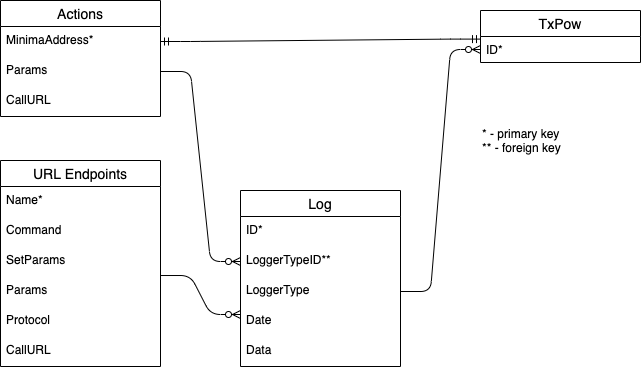 Actions
MinimaAddress*
Params
CallURL
TxPow
ID*
* - primary key
** - foreign key
URL Endpoints
Name*
Command
SetParams
Params
Protocol
CallURL
Log
ID*
LoggerTypeID**
LoggerType
Date
Data